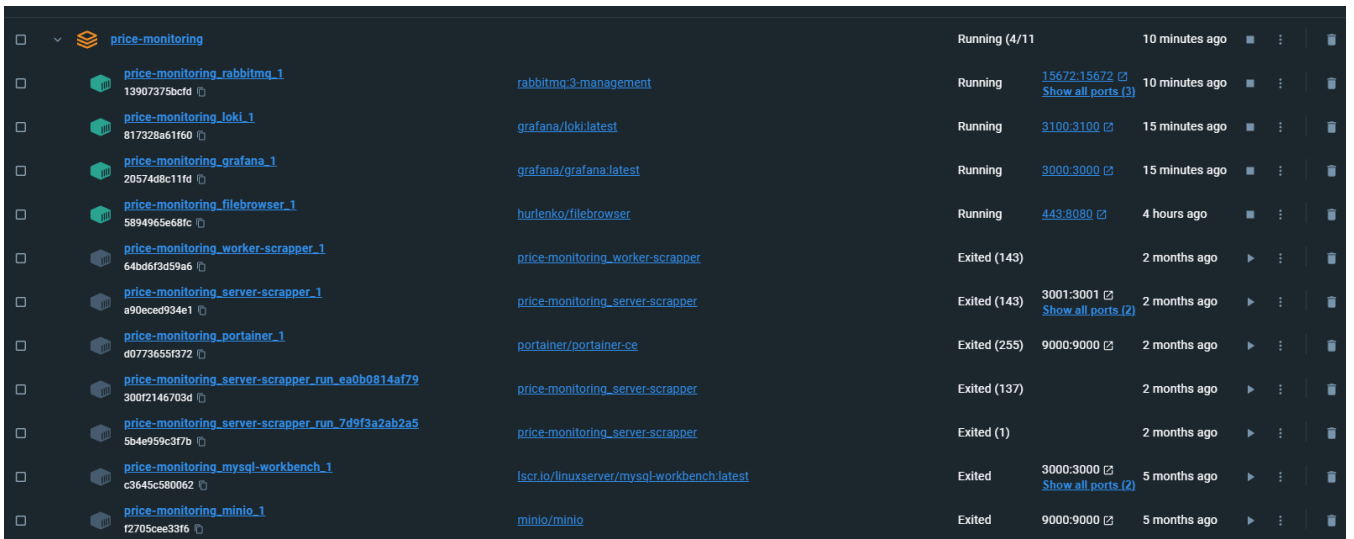 price-monitoring Running (4/11 10 minutes ago
price-monitoring_rabbitmq_1
13907375bcfd
rabbitmq:3-management Running 15672:15672
Show all ports (3) 10 minutes ago
price-monitoring_loki_1
817328a61f60
grafana/loki:latest Running 3100:3100 15 minutes ago
price-monitoring_grafana_1
20574d8c11fd
grafana/grafana:latest Running 3000:3000 15 minutes ago
price-monitoring_filebrowser_1
5894965e68fc
hurlenko/filebrowser Running 443:8080 4 hours ago
price-monitoring_worker-scrapper_1
64bd6f3d59a6
price-monitoring_worker-scrapper Exited (143) 2 months ago
price-monitoring_server-scrapper_1
a90eced934e1
price-monitoring_server-scrapper Exited (143) 3001:3001
Show all ports (2) 2 months ago
price-monitoring_portainer_1
d0773655f372
portainer/portainer-ce Exited (255) 9000:9000 2 months ago
price-monitoring_server-scrapper_run_ea0b0814af79
300f2146703d
price-monitoring_server-scrapper Exited (137) 2 months ago
price-monitoring_server-scrapper_run_7d9f3a2ab2a5
5b4e959c3f7b
price-monitoring_server-scrapper Exited (1) 2 months ago
price-monitoring_mysql-workbench_1
c3645c580062
lscr.io/linuxserver/mysql-workbench:latest Exited 3000:3000
Show all ports (2) 5 months ago
price-monitoring_minio_1
f2705cee33f6
minio/minio Exited 9000:9000 5 months ago